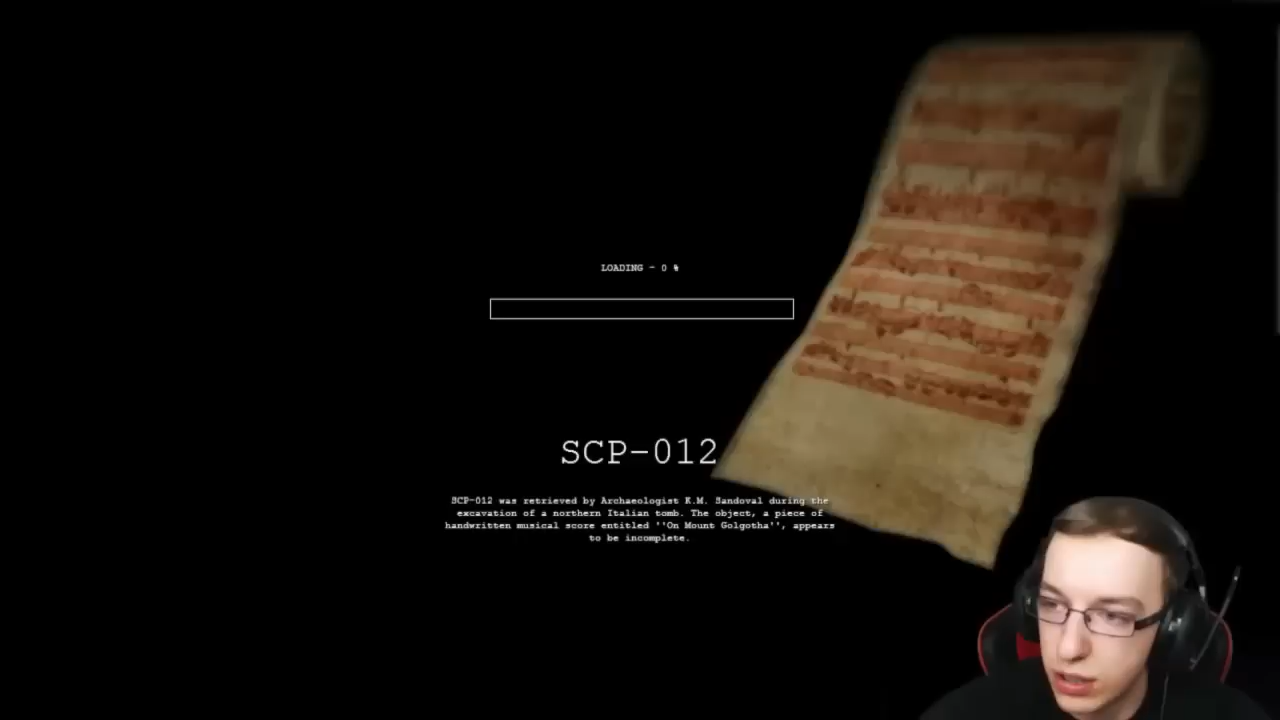 LOADING - 0 %
SCP-012
SCP-012 was retrieved by Archaeologist K.M. Sandoval during the
excavation of a northern Italian tomb. The object, a piece of
handwritten musical score entitled ''On Mount Golgotha'', appears
to be incomplete.